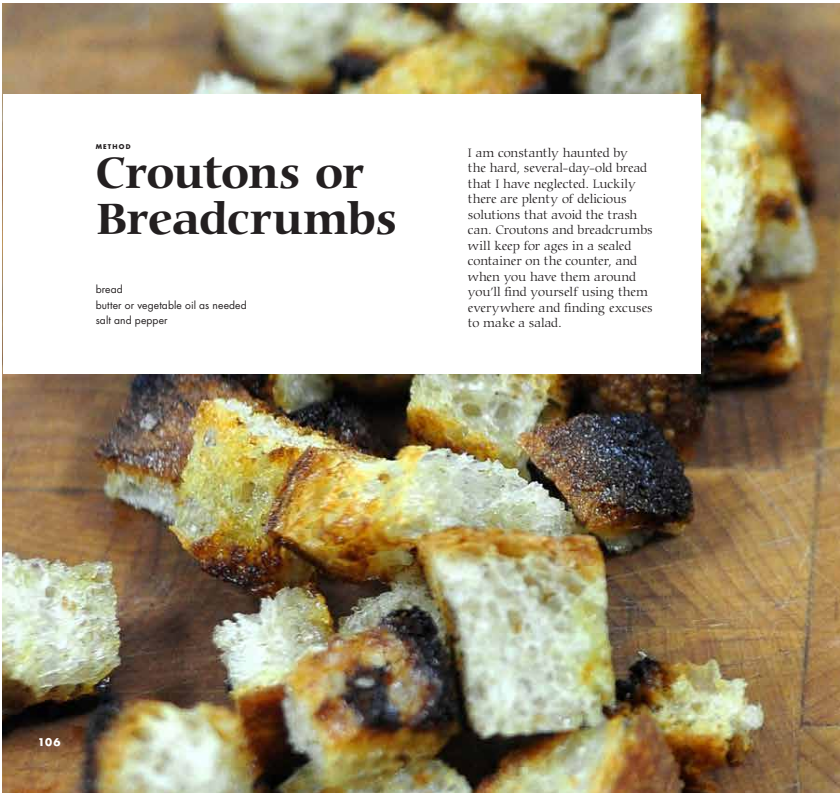 METHOD
Croutons or
Breadcrumbs
bread
butter or vegetable oil as needed
salt and pepper
I am constantly haunted by
the hard, several-day-old bread
that I have neglected. Luckily
there are plenty of delicious
solutions that avoid the trash
can. Croutons and breadcrumbs
will keep for ages in a sealed
container on the counter, and
when you have them around
you’ll find yourself using them
everywhere and finding excuses
to make a salad.
106